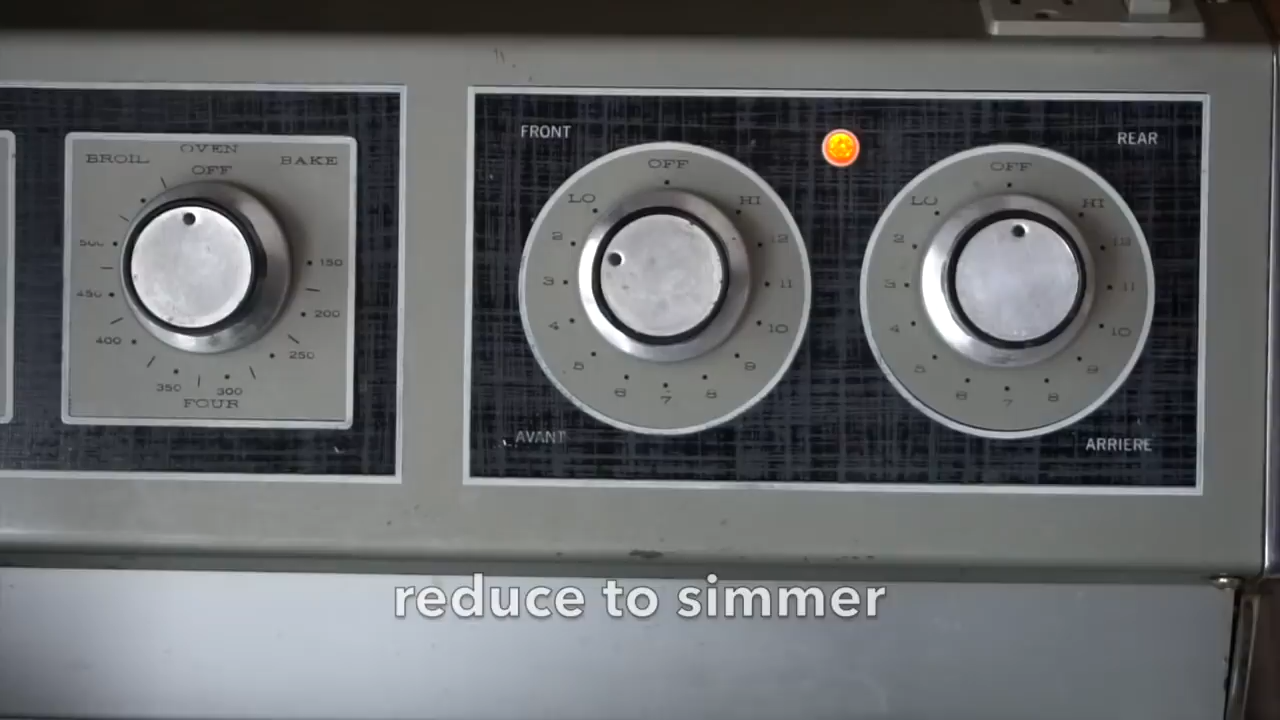 OVEN
BROIL BAKE
OFF
500 150
450 200
400 250
350 300
FOUR
FRONT
OFF
LO HI
2 12
3 11
4 10
5 9
6 7 8
AVANT
REAR
OFF
LO HI
2 12
3 11
4 10
5 9
6 7 8
ARRIERE
reduce to simmer